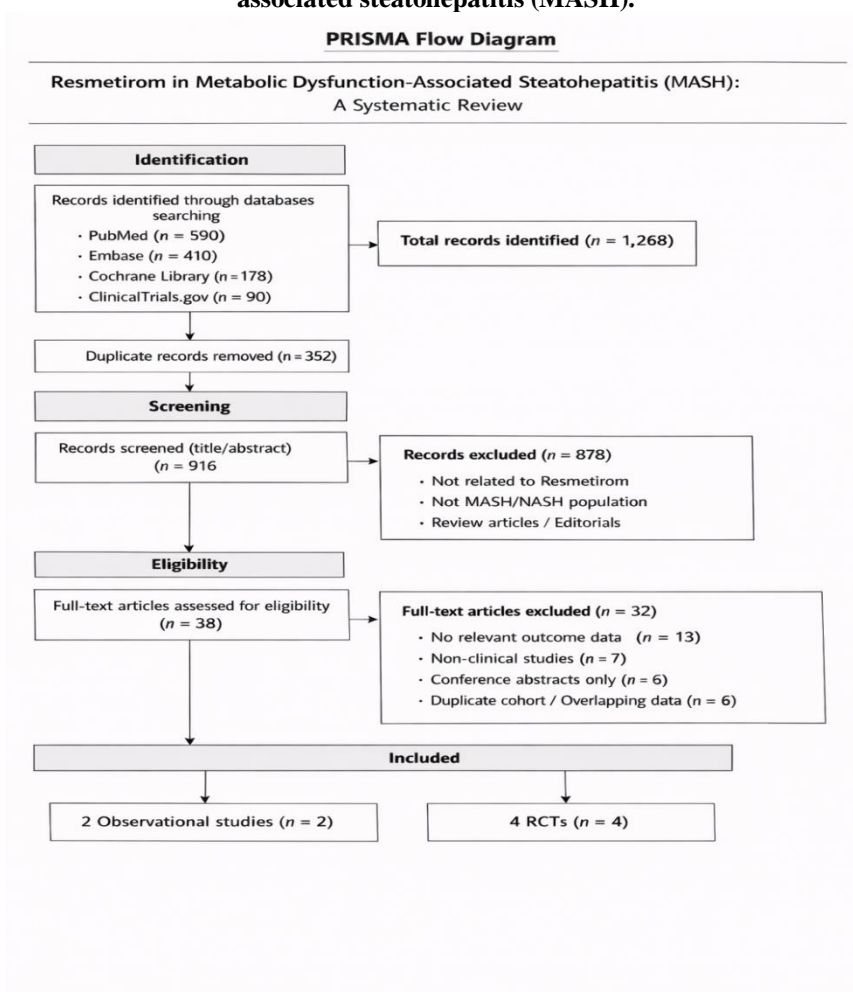 associated steatohepatitis (MASH).
PRISMA Flow Diagram
Resmetirom in Metabolic Dysfunction-Associated Steatohepatitis (MASH):
A Systematic Review
Identification
Records identified through databases
searching
· PubMed (n = 590)
· Embase (n = 410)
· Cochrane Library (n = 178)
· ClinicalTrials.gov (n = 90)
Total records identified (n = 1,268)
Duplicate records removed (n = 352)
Screening
Records screened (title/abstract)
(n = 916
Records excluded (n = 878)
· Not related to Resmetirom
· Not MASH/NASH population
· Review articles / Editorials
Eligibility
Full-text articles assessed for eligibility
(n = 38)
Full-text articles excluded (n = 32)
· No relevant outcome data (n = 13)
· Non-clinical studies (n = 7)
· Conference abstracts only (n = 6)
· Duplicate cohort / Overlapping data (n = 6)
Included
2 Observational studies (n = 2)
4 RCTs (n = 4)